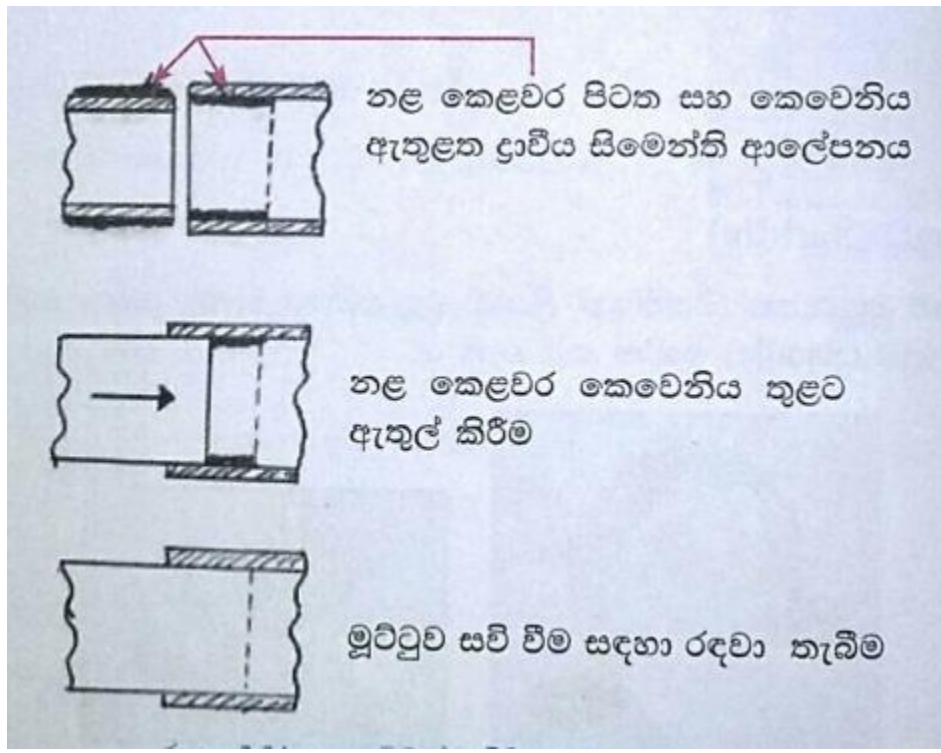 නළ කෙළවර පිටත සහ කෙවෙනිය
ඇතුළත ද්‍රාවීය සිමෙන්ති ආලේපනය
නළ කෙළවර කෙවෙනිය තුළට
ඇතුල් කිරීම
මූට්ටුව සවි වීම සඳහා රඳවා තැබීම